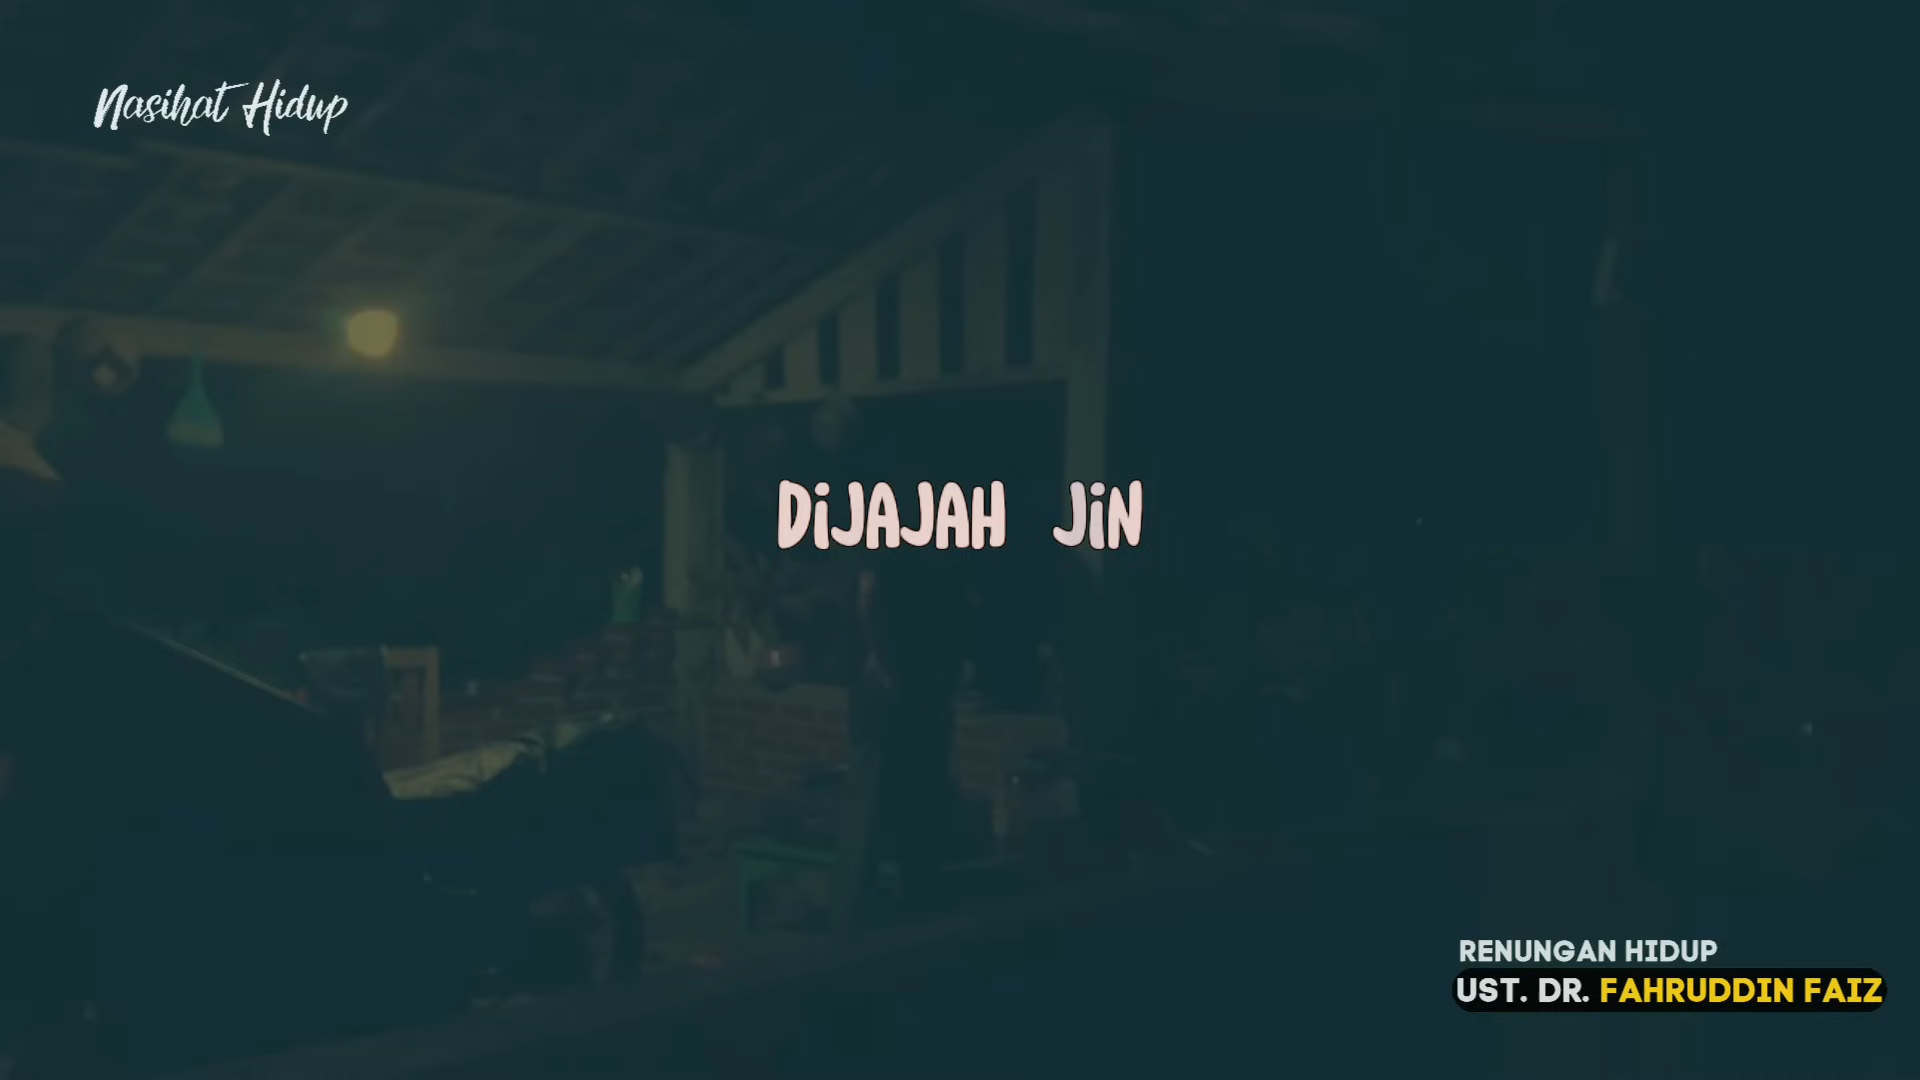 Nasihat Hidup
DiJAJAH JiN
RENUNGAN HIDUP
UST. DR. FAHRUDDIN FAIZ